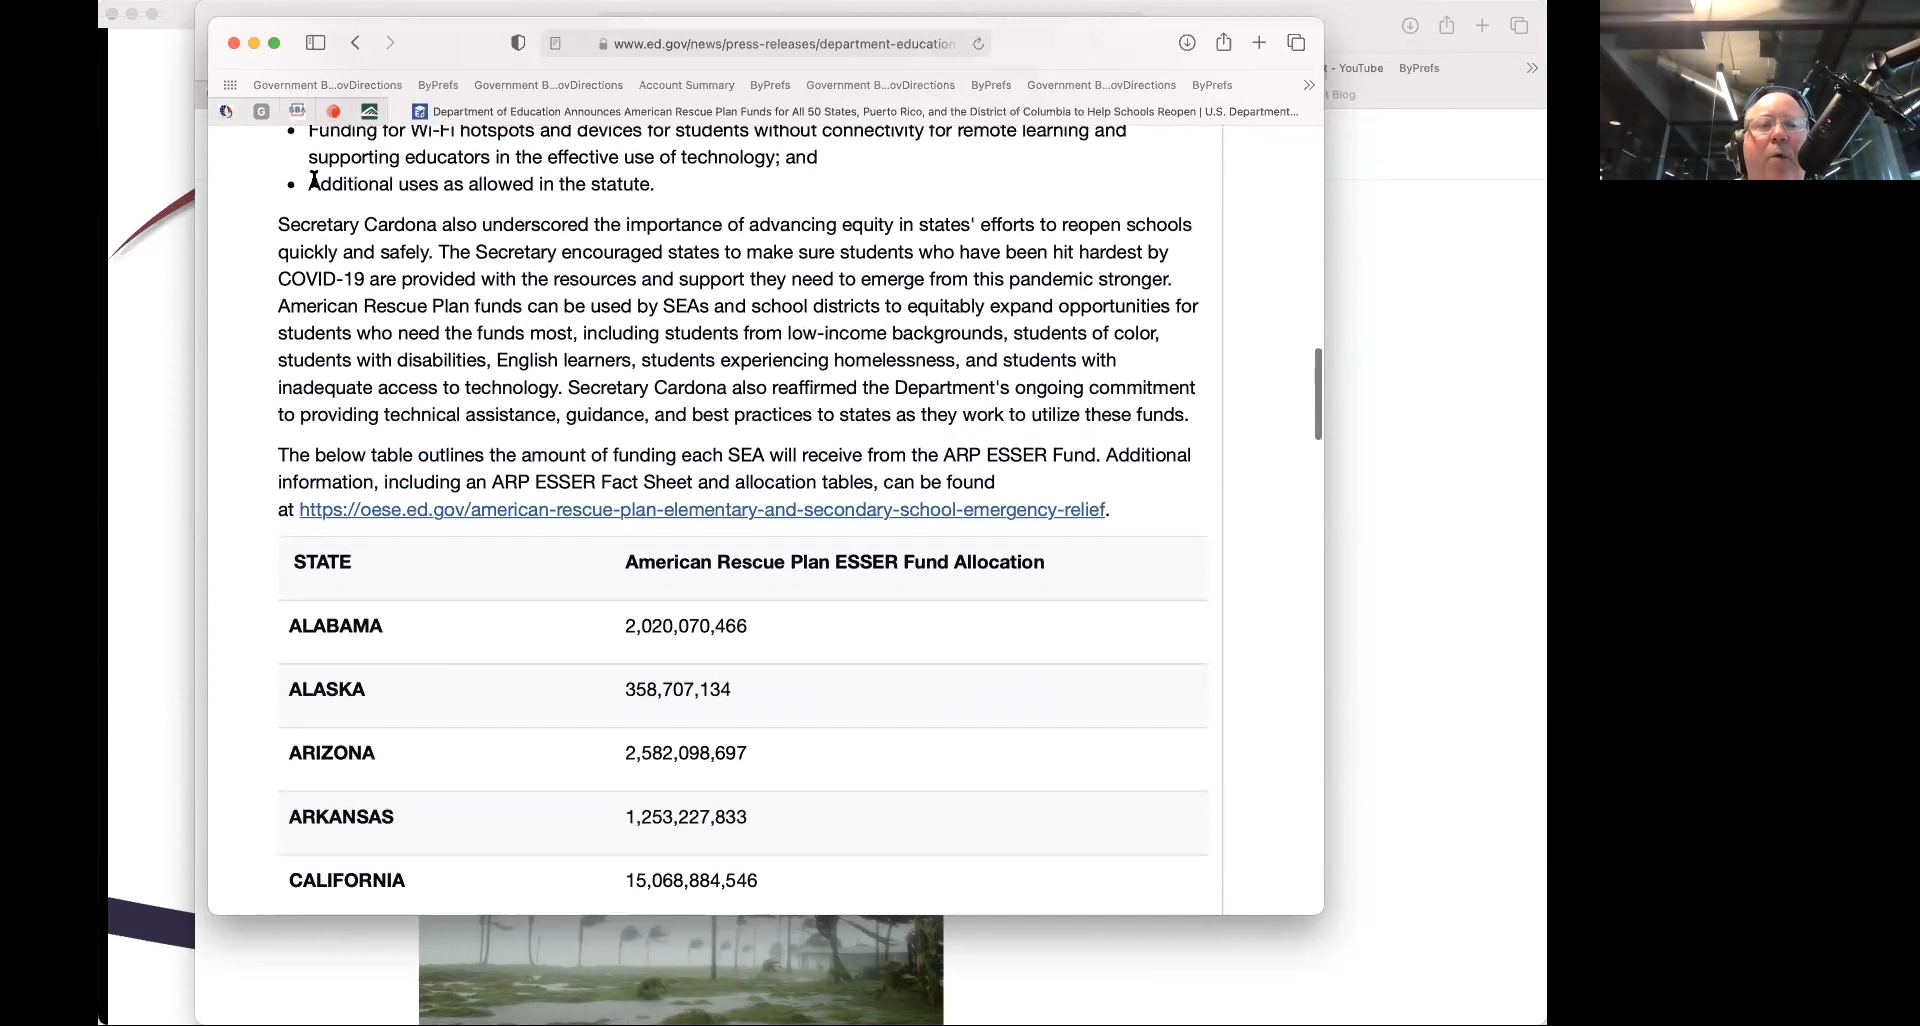 www.ed.gov/news/press-releases/department-education
Government B...ovDirections ByPrefs Government B...ovDirections Account Summary ByPrefs Government B...ovDirections ByPrefs Government B...ovDirections ByPrefs
t - YouTube ByPrefs
G SBA Department of Education Announces American Rescue Plan Funds for All 50 States, Puerto Rico, and the District of Columbia to Help Schools Reopen | U.S. Department...
l Blog
• Funding for Wi-Fi hotspots and devices for students without connectivity for remote learning and
supporting educators in the effective use of technology; and
• Additional uses as allowed in the statute.
Secretary Cardona also underscored the importance of advancing equity in states' efforts to reopen schools
quickly and safely. The Secretary encouraged states to make sure students who have been hit hardest by
COVID-19 are provided with the resources and support they need to emerge from this pandemic stronger.
American Rescue Plan funds can be used by SEAs and school districts to equitably expand opportunities for
students who need the funds most, including students from low-income backgrounds, students of color,
students with disabilities, English learners, students experiencing homelessness, and students with
inadequate access to technology. Secretary Cardona also reaffirmed the Department's ongoing commitment
to providing technical assistance, guidance, and best practices to states as they work to utilize these funds.
The below table outlines the amount of funding each SEA will receive from the ARP ESSER Fund. Additional
information, including an ARP ESSER Fact Sheet and allocation tables, can be found
at https://oese.ed.gov/american-rescue-plan-elementary-and-secondary-school-emergency-relief.
STATE American Rescue Plan ESSER Fund Allocation
ALABAMA 2,020,070,466
ALASKA 358,707,134
ARIZONA 2,582,098,697
ARKANSAS 1,253,227,833
CALIFORNIA 15,068,884,546